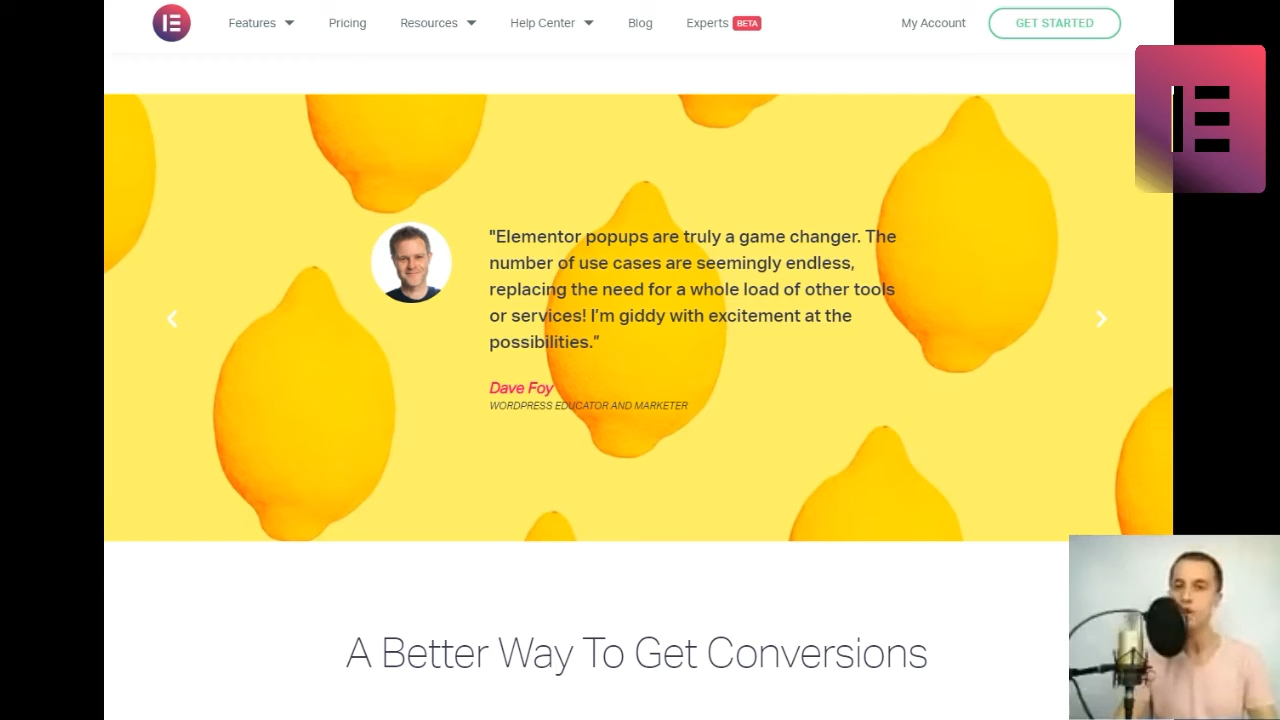 Features Pricing Resources Help Center Blog Experts BETA My Account GET STARTED
"Elementor popups are truly a game changer. The
number of use cases are seemingly endless,
replacing the need for a whole load of other tools
or services! I’m giddy with excitement at the
possibilities.”
Dave Foy
WORDPRESS EDUCATOR AND MARKETER
A Better Way To Get Conversions